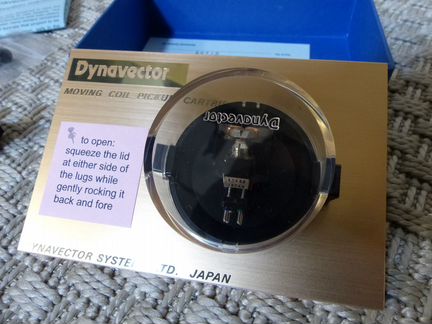 Dynavector
MOVING COIL PICKUP CARTRI
Dynavector
to open:
squeeze the lid
at either side of
the lugs while
gently rocking it
back and fore
YNAVECTOR SYSTE TD. JAPAN